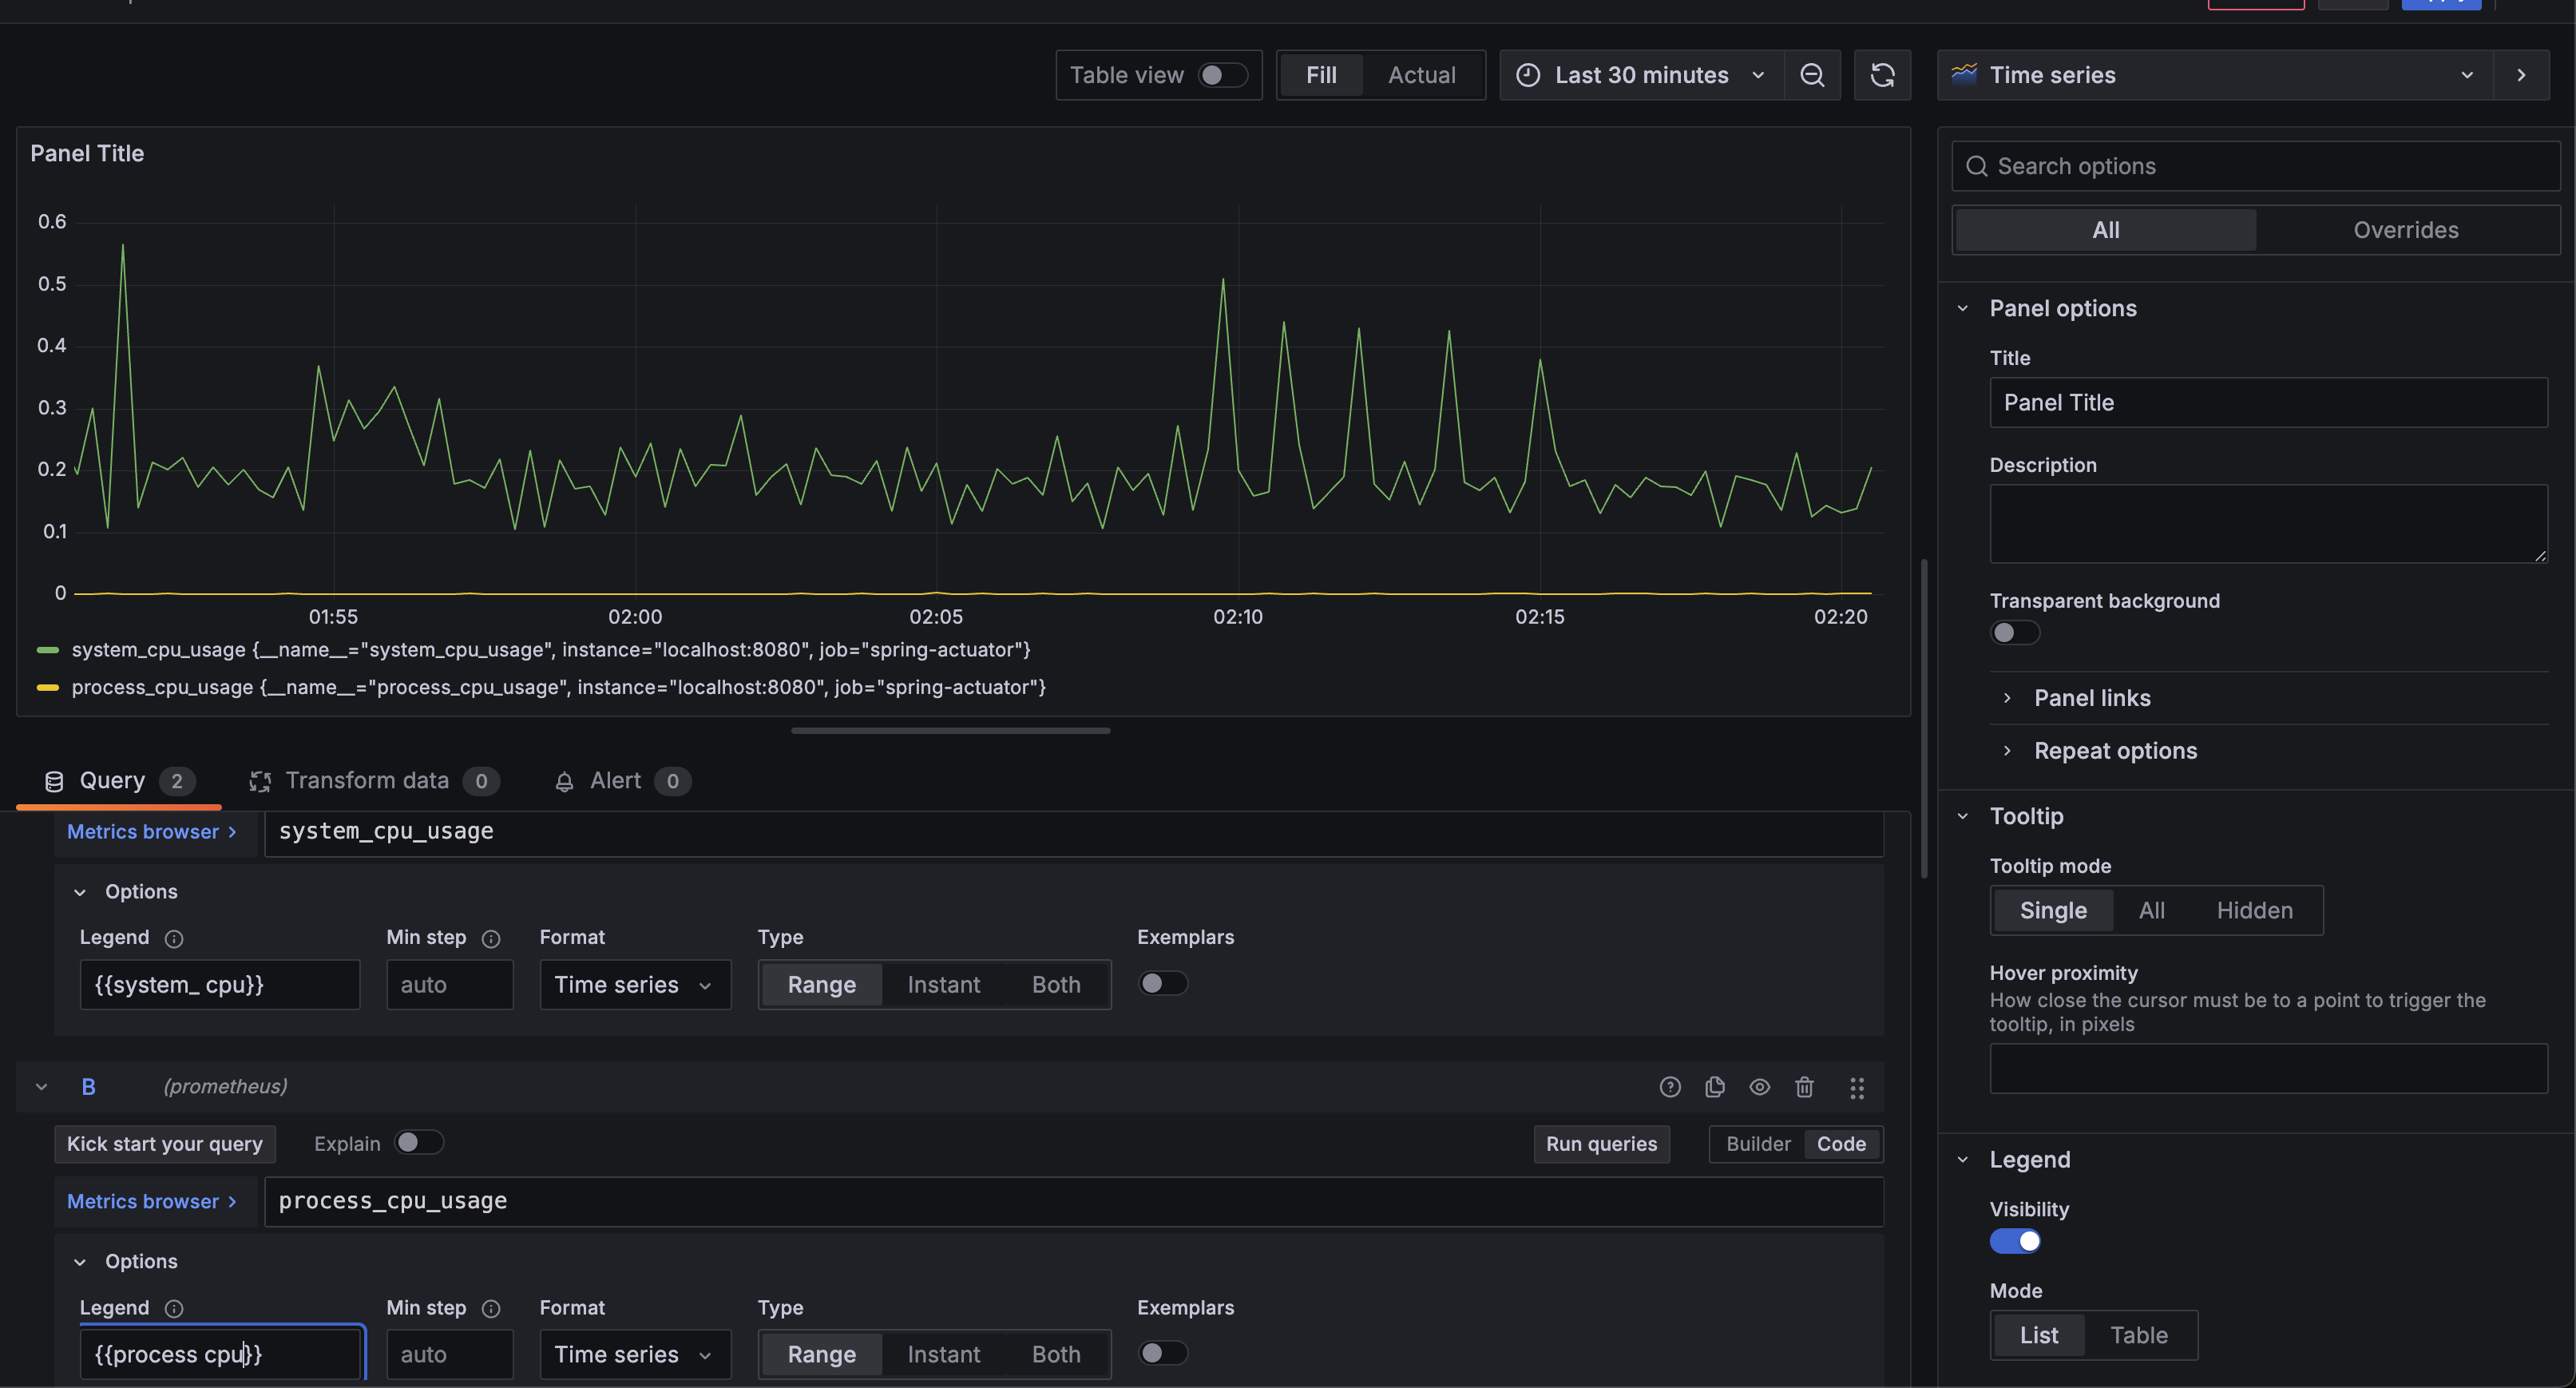 Table view
Fill
Actual
Last 30 minutes
Time series
Panel Title
0.6
0.5
0.4
0.3
0.2
0.1
0
01:55
02:00
02:05
02:10
02:15
02:20
system_cpu_usage {__name__="system_cpu_usage", instance="localhost:8080", job="spring-actuator"}
process_cpu_usage {__name__="process_cpu_usage", instance="localhost:8080", job="spring-actuator"}
Query 2
Transform data 0
Alert 0
Metrics browser >
system_cpu_usage
Options
Legend
Min step
Format
Type
Exemplars
{{system_ cpu}}
auto
Time series
Range
Instant
Both
B
(prometheus)
Kick start your query
Explain
Run queries
Builder
Code
Metrics browser >
process_cpu_usage
Options
Legend
Min step
Format
Type
Exemplars
{{process cpu}}
auto
Time series
Range
Instant
Both
Search options
All
Overrides
Panel options
Title
Panel Title
Description
Transparent background
Panel links
Repeat options
Tooltip
Tooltip mode
Single
All
Hidden
Hover proximity
How close the cursor must be to a point to trigger the
tooltip, in pixels
Legend
Visibility
Mode
List
Table